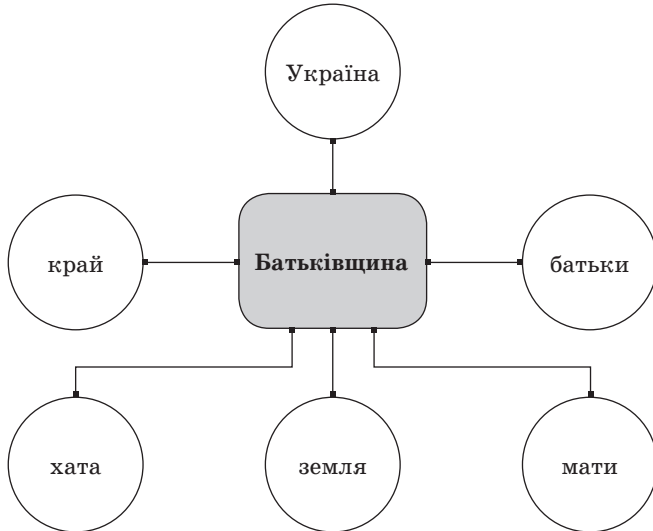 Україна
край
Батьківщина
батьки
хата
земля
мати